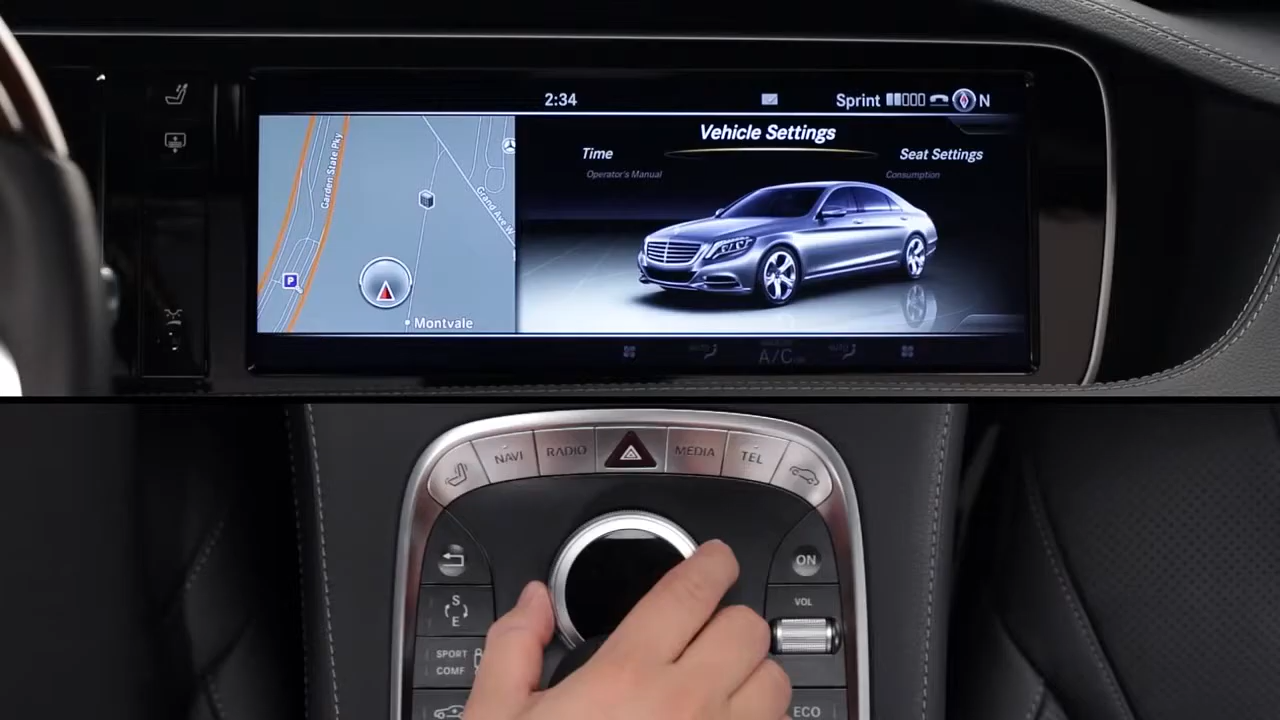 2:34
Sprint
N
Vehicle Settings
Time
Seat Settings
Operator's Manual
Consumption
Garden State Pky
Grand Ave W
P
Montvale
A/C
NAVI
RADIO
MEDIA
TEL
ON
S
E
VOL
SPORT
COMF
ECO